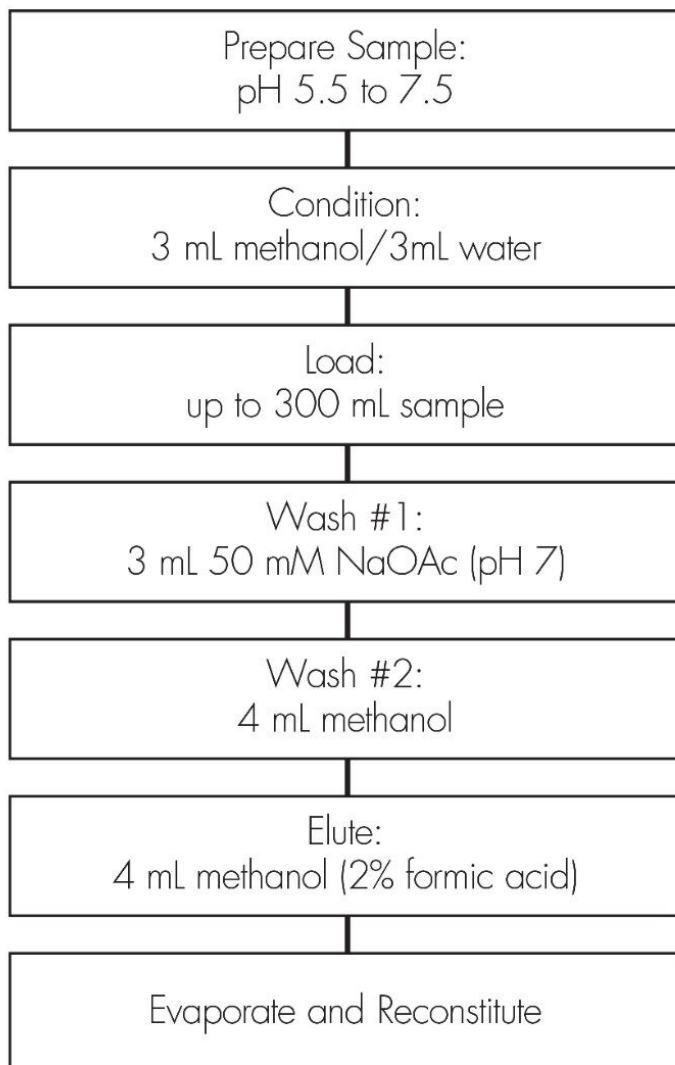 Prepare Sample:
pH 5.5 to 7.5
Condition:
3 mL methanol/3mL water
Load:
up to 300 mL sample
Wash #1:
3 mL 50 mM NaOAc (pH 7)
Wash #2:
4 mL methanol
Elute:
4 mL methanol (2% formic acid)
Evaporate and Reconstitute